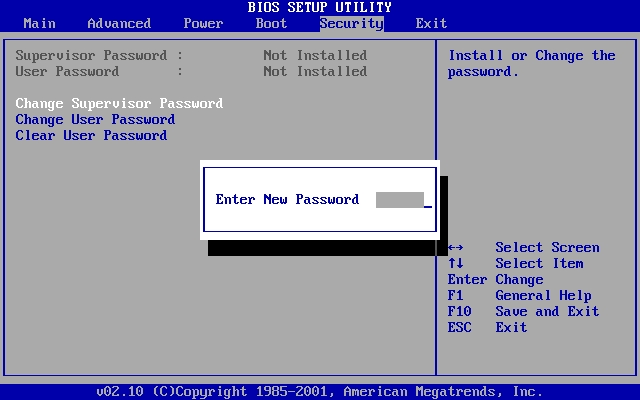 BIOS SETUP UTILITY
Main Advanced Power Boot Security Exit
Supervisor Password : Not Installed
User Password : Not Installed
Change Supervisor Password
Change User Password
Clear User Password
Install or Change the
password.
Enter New Password
↔ Select Screen
↑↓ Select Item
Enter Change
F1 General Help
F10 Save and Exit
ESC Exit
v02.10 (C)Copyright 1985-2001, American Megatrends, Inc.